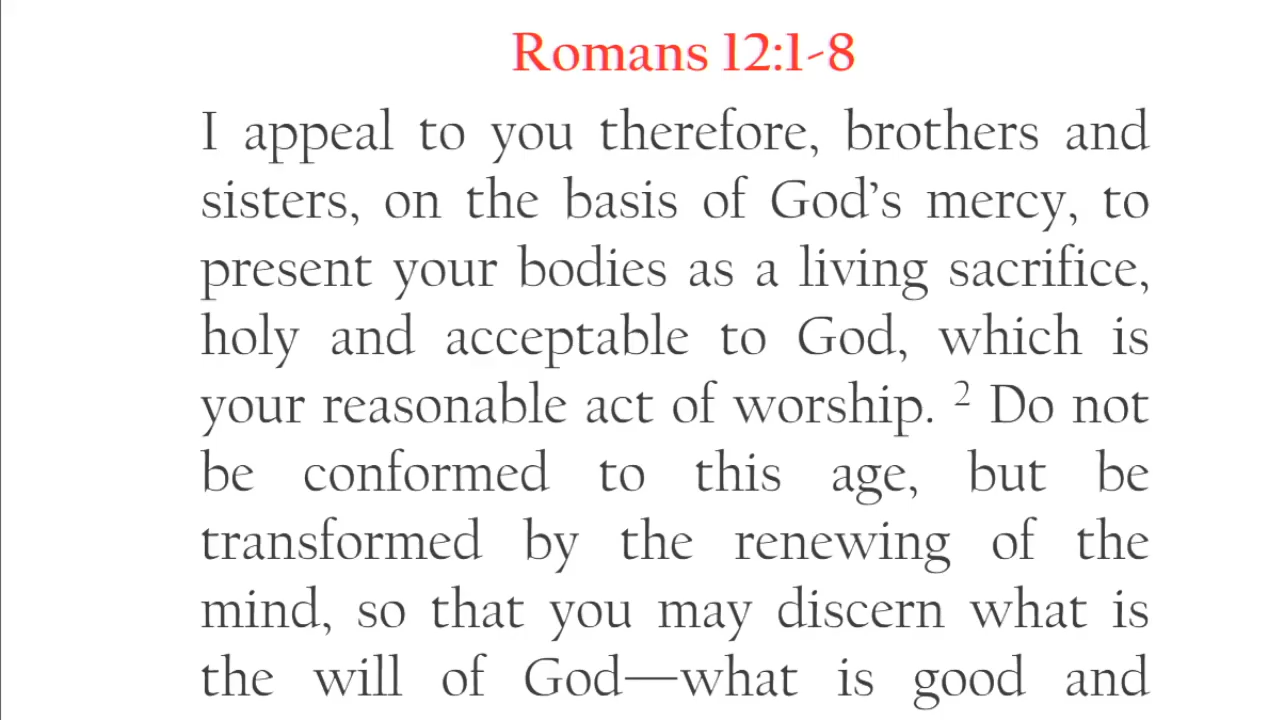 Romans 12:1-8
I appeal to you therefore, brothers and
sisters, on the basis of God’s mercy, to
present your bodies as a living sacrifice,
holy and acceptable to God, which is
your reasonable act of worship. ² Do not
be conformed to this age, but be
transformed by the renewing of the
mind, so that you may discern what is
the will of God—what is good and